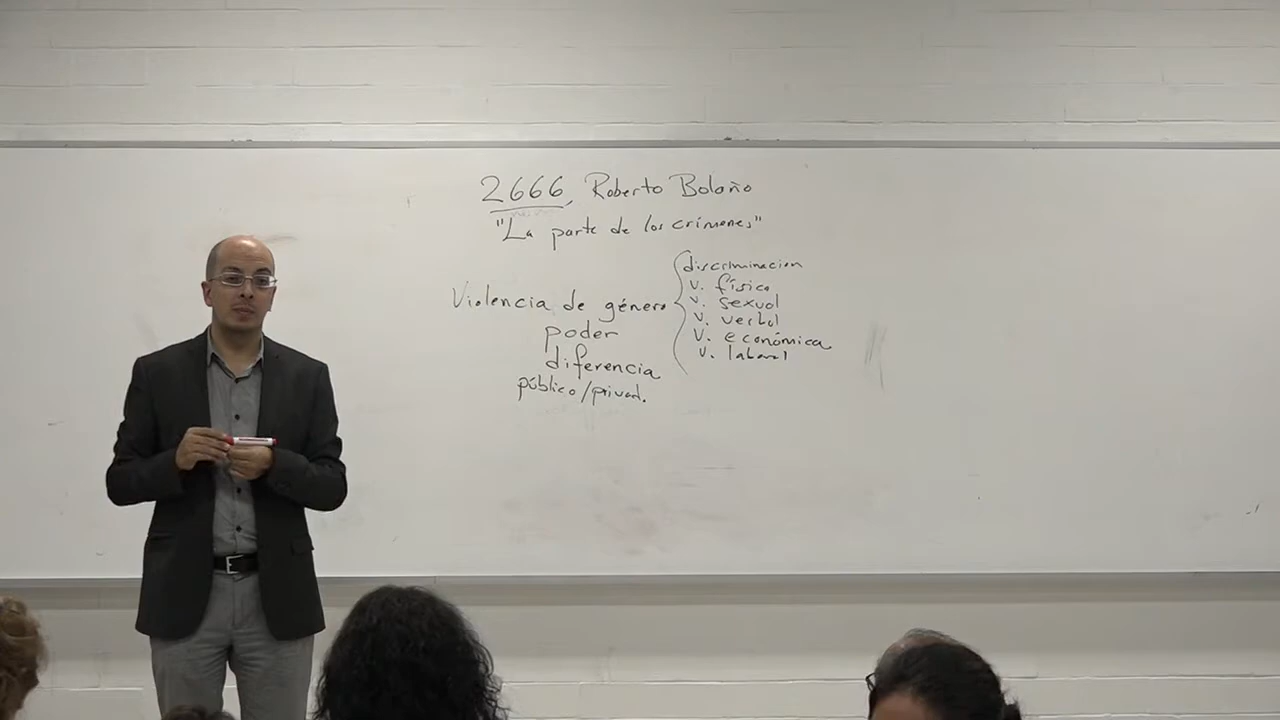 2666, Roberto Bolaño
"La parte de los crímenes"
Violencia de género
poder
diferencia
público/privad.
discriminacion
v. física
v. sexual
v. verbal
v. económica
v. laboral